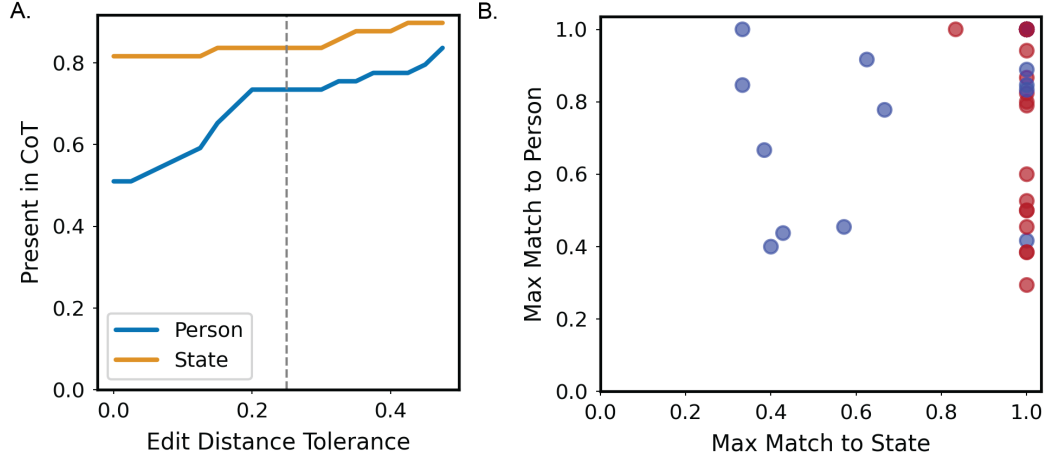 A.
Present in CoT
0.8
0.6
0.4
0.2
0.0
Person
State
0.0 0.2 0.4
Edit Distance Tolerance
B.
Max Match to Person
1.0
0.8
0.6
0.4
0.2
0.0
0.0 0.2 0.4 0.6 0.8 1.0
Max Match to State